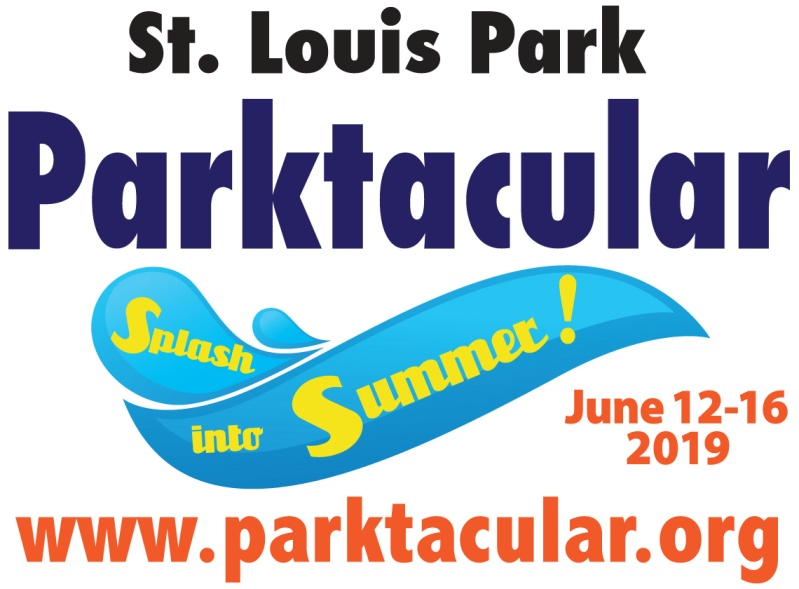 St. Louis Park
Parktacular
Splash
into Summer!
June 12-16
2019
www.parktacular.org